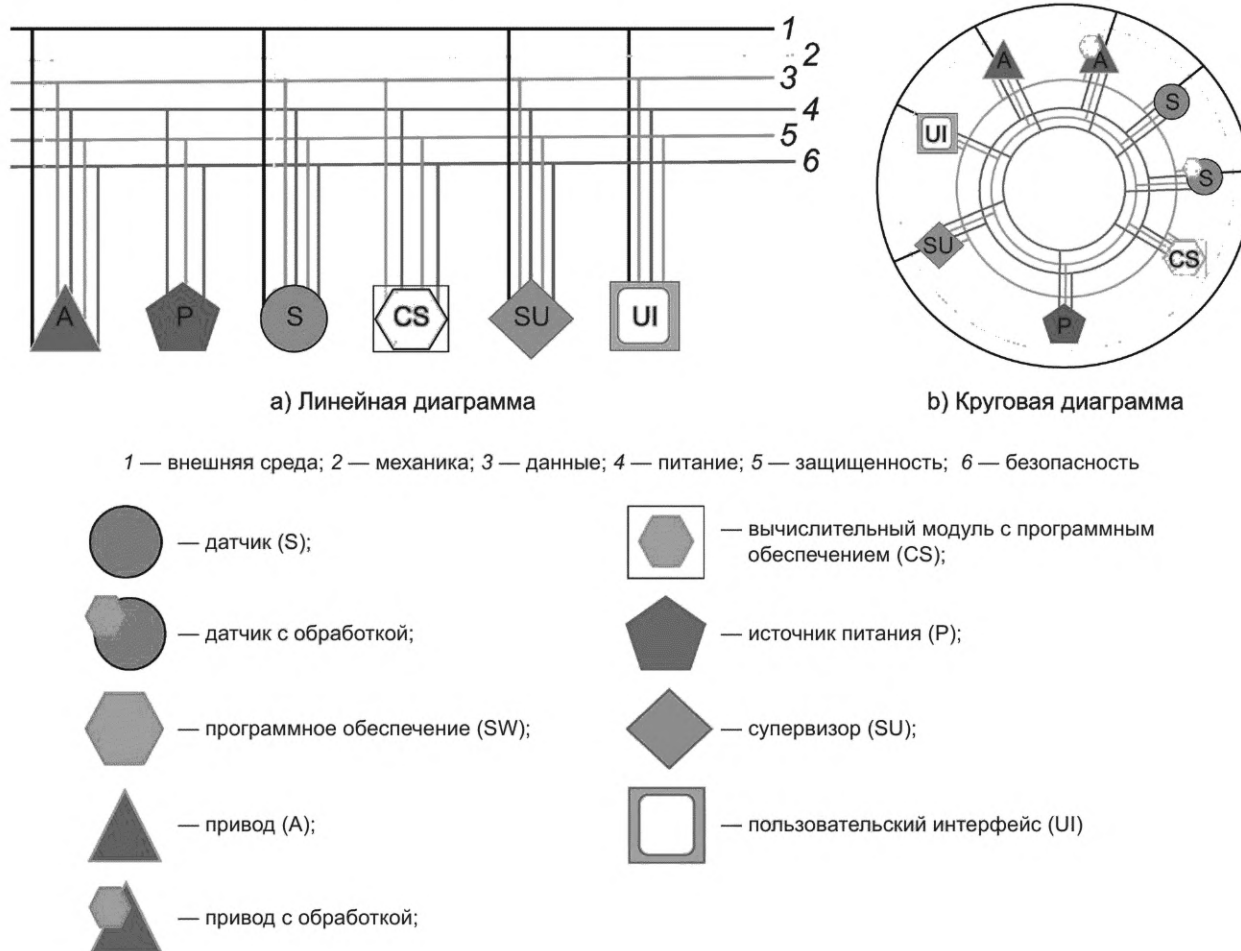 1
2
3
4
5
6
A P S CS SU UI
A A S S CS P SU UI
a) Линейная диаграмма
b) Круговая диаграмма
1 — внешняя среда; 2 — механика; 3 — данные; 4 — питание; 5 — защищенность; 6 — безопасность
— датчик (S);
— датчик с обработкой;
— программное обеспечение (SW);
— привод (A);
— привод с обработкой;
— вычислительный модуль с программным
обеспечением (CS);
— источник питания (P);
— супервизор (SU);
— пользовательский интерфейс (UI)